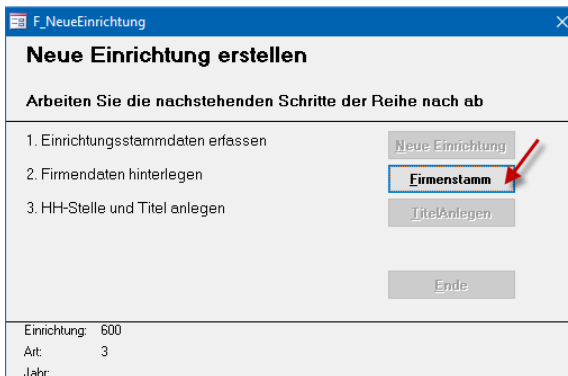 F_NeueEinrichtung
Neue Einrichtung erstellen
Arbeiten Sie die nachstehenden Schritte der Reihe nach ab
1. Einrichtungsstammdaten erfassen
Neue Einrichtung
2. Firmendaten hinterlegen
Firmenstamm
3. HH-Stelle und Titel anlegen
TitelAnlegen
Ende
Einrichtung: 600
Art: 3
Jahr: